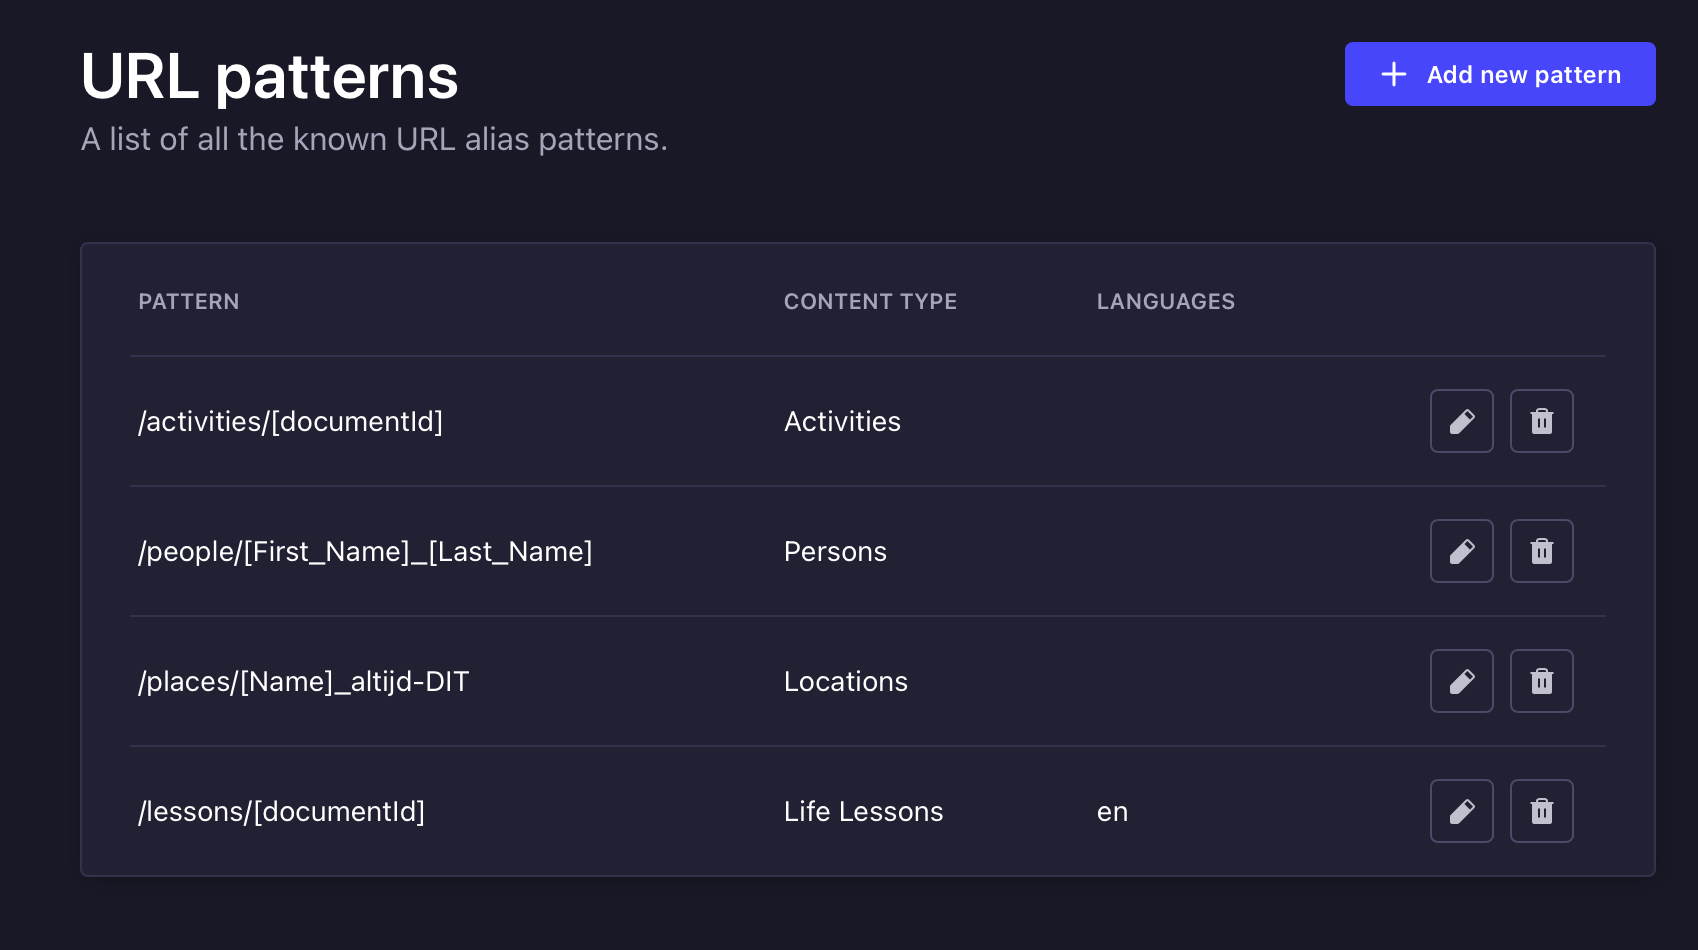 URL patterns
Add new pattern
A list of all the known URL alias patterns.
PATTERN CONTENT TYPE LANGUAGES
/activities/[documentId] Activities
/people/[First_Name]_[Last_Name] Persons
/places/[Name]_altijd-DIT Locations
/lessons/[documentId] Life Lessons en